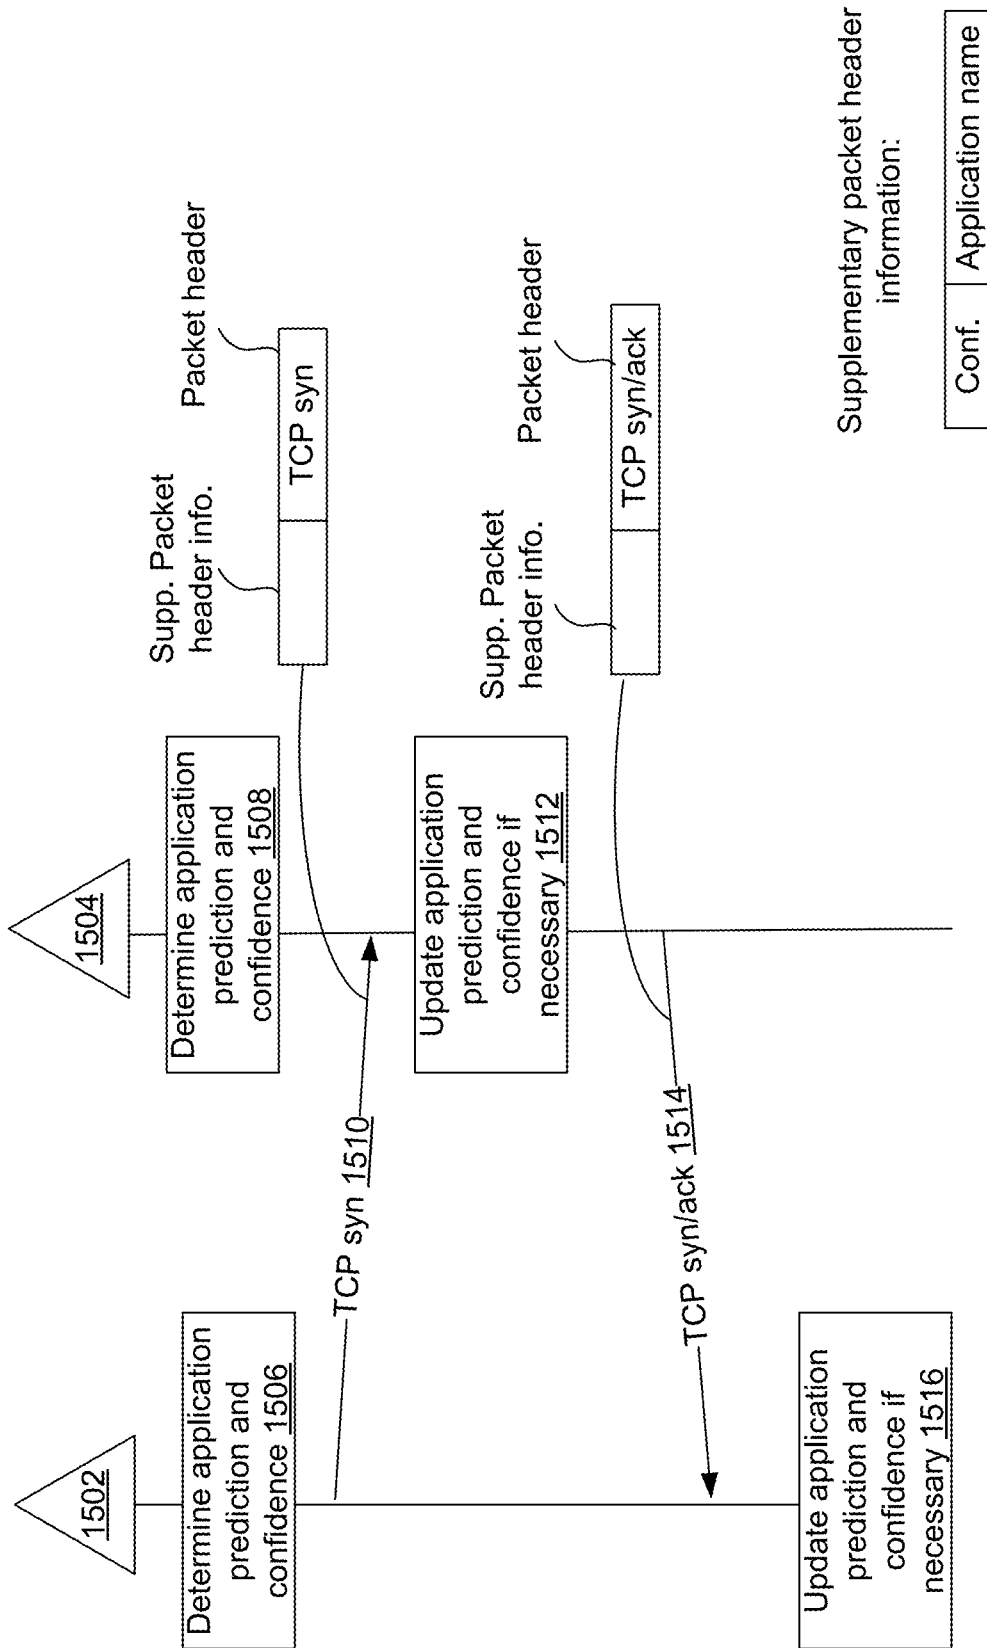 1502
1504
Determine application
prediction and
confidence 1506
Determine application
prediction and
confidence 1508
Supp. Packet
header info.
Packet header
TCP syn
TCP syn 1510
Update application
prediction and
confidence if
necessary 1512
Supp. Packet
header info.
Packet header
TCP syn/ack
TCP syn/ack 1514
Update application
prediction and
confidence if
necessary 1516
Supplementary packet header
information:
Conf.
Application name